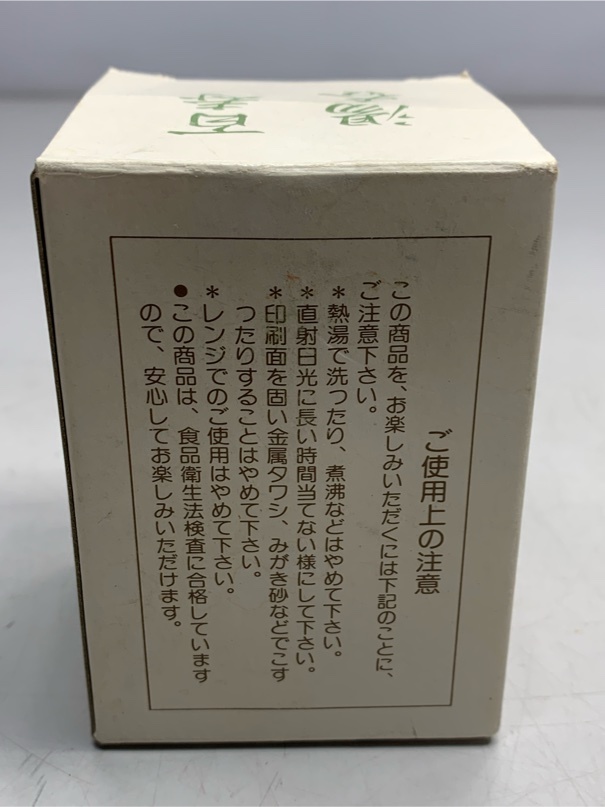 百寿
湯呑
ご使用上の注意
この商品を、お楽しみいただくには下記のことに、
ご注意下さい。
＊熱湯で洗ったり、煮沸などはやめて下さい。
＊直射日光に長い時間当てない様にして下さい。
＊印刷面を固い金属タワシ、みがき砂などでこす
ったりすることはやめて下さい。
＊レンジでのご使用はやめて下さい。
●この商品は、食品衛生法検査に合格しています
ので、安心してお楽しみいただけます。